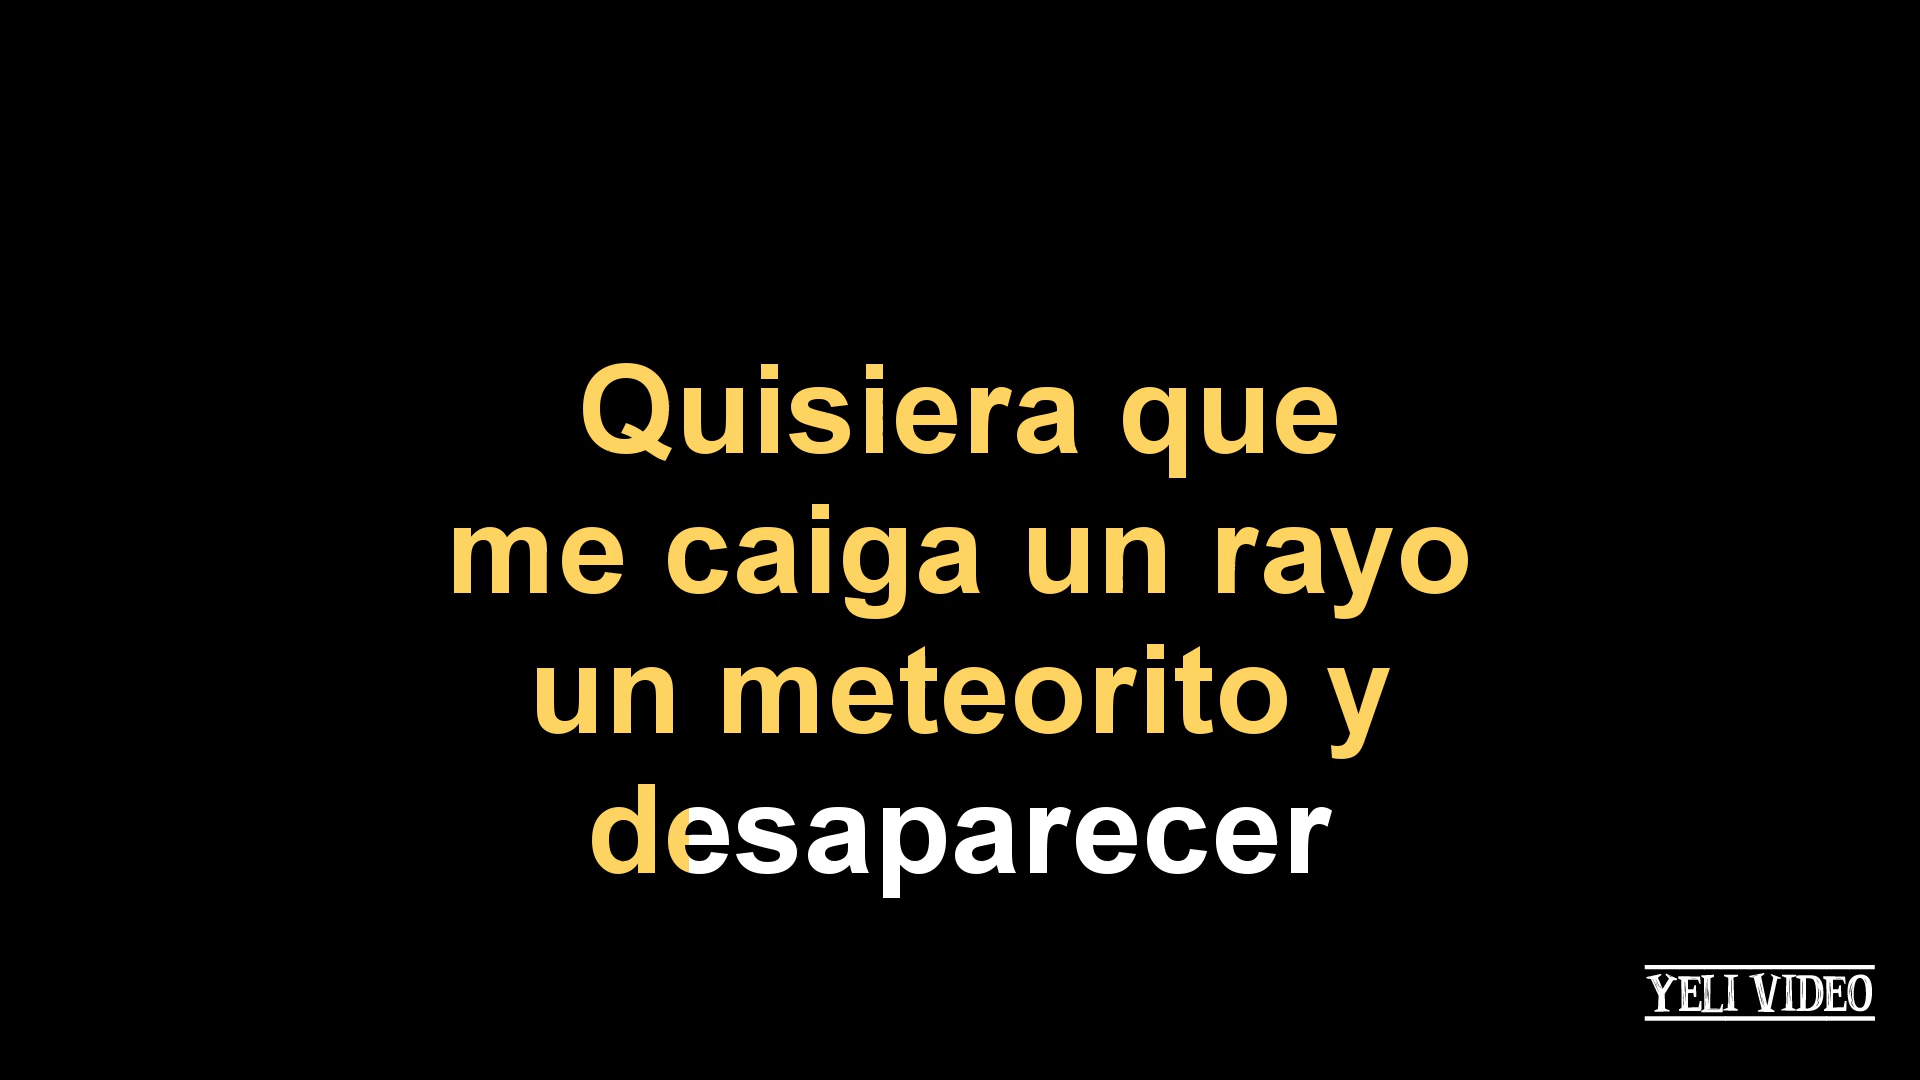 Quisiera que
me caiga un rayo
un meteorito y
desaparecer
YELI VIDEO